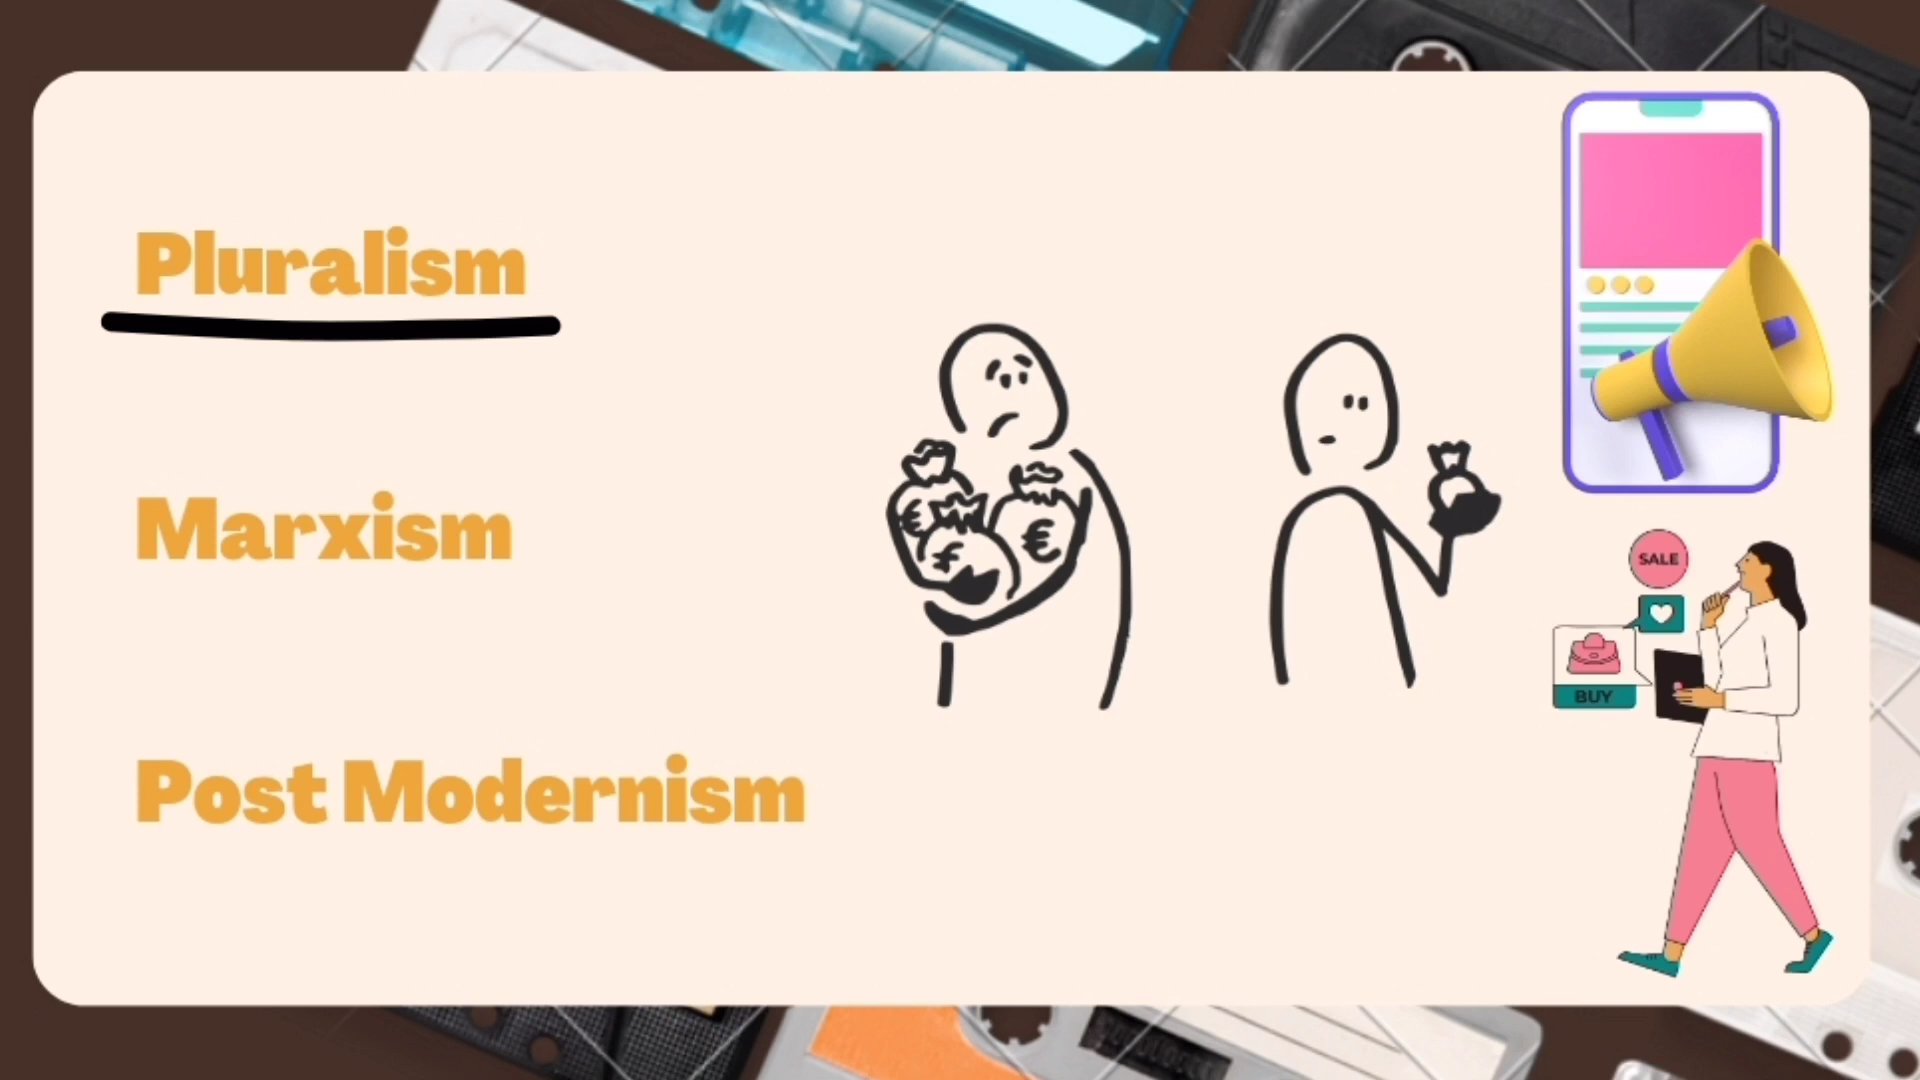 Pluralism
Marxism
Post Modernism
€
£
€
SALE
BUY